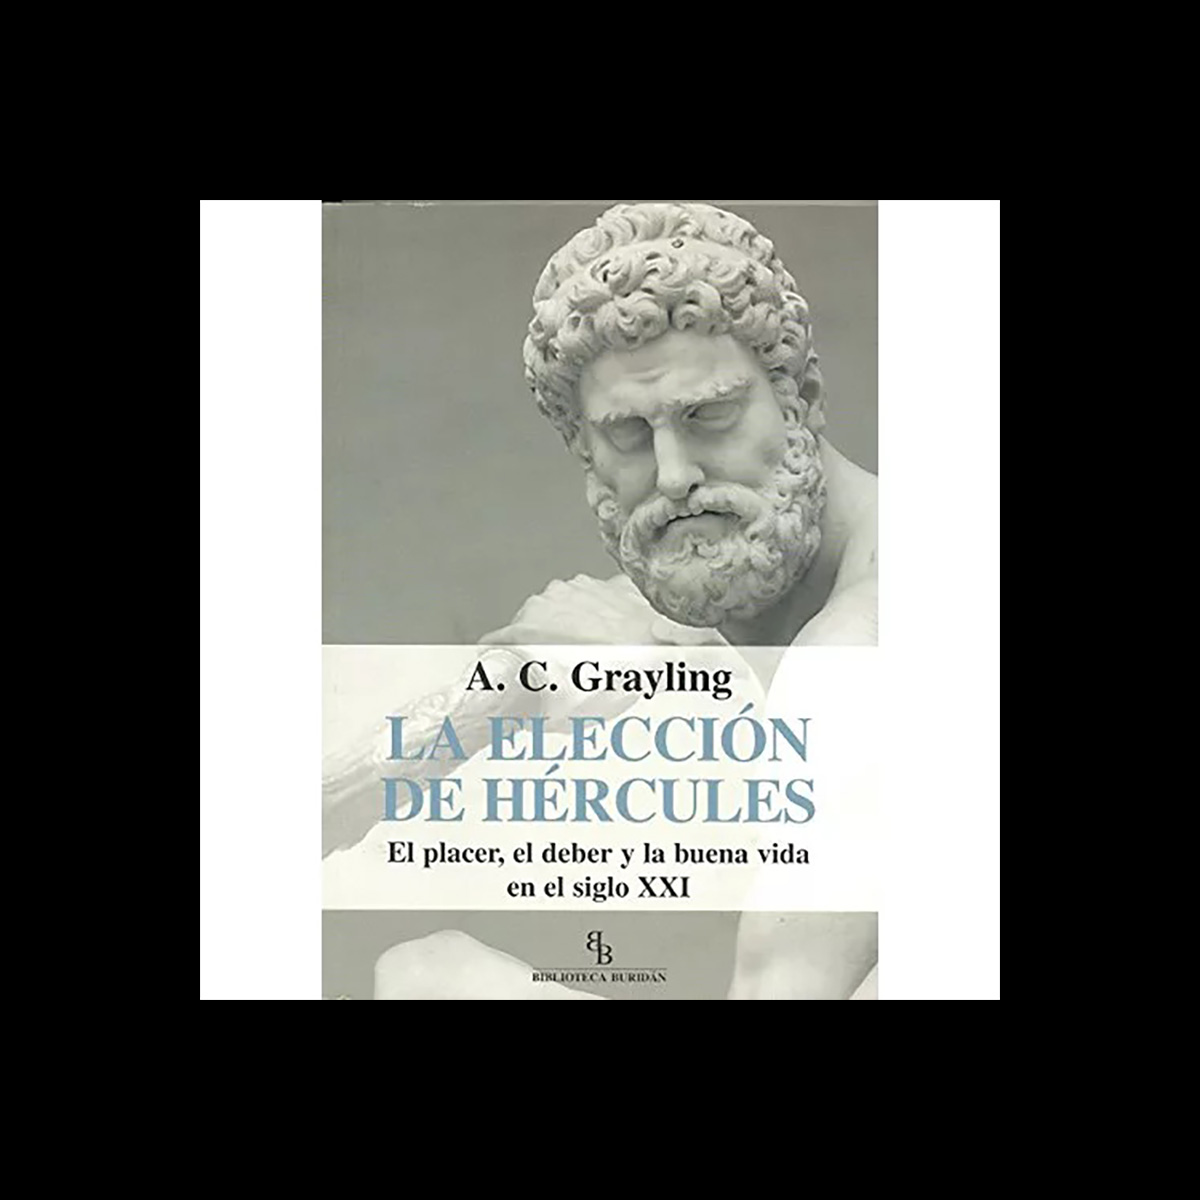 A. C. Grayling
LA ELECCIÓN
DE HÉRCULES
El placer, el deber y la buena vida
en el siglo XXI
BB
BIBLIOTECA BURIDÁN